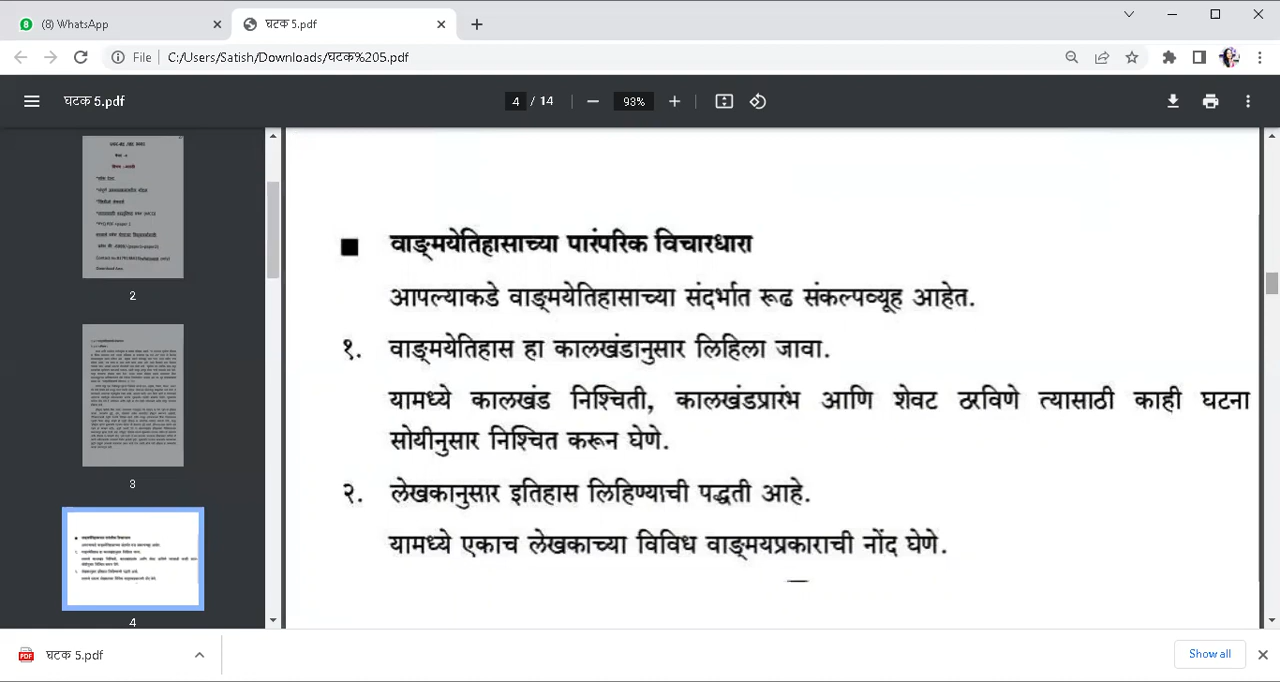 (8) WhatsApp
घटक 5.pdf
File
C:/Users/Satish/Downloads/घटक%205.pdf
घटक 5.pdf
4 / 14
93%
2
3
4
■ वाङ्मयेतिहासाच्या पारंपरिक विचारधारा
आपल्याकडे वाङ्मयेतिहासाच्या संदर्भात रूढ संकल्पव्यूह आहेत.
१. वाङ्मयेतिहास हा कालखंडानुसार लिहिला जावा.
यामध्ये कालखंड निश्चिती, कालखंडप्रारंभ आणि शेवट ठरविणे त्यासाठी काही घटना
सोयीनुसार निश्चित करून घेणे.
२. लेखकानुसार इतिहास लिहिण्याची पद्धती आहे.
यामध्ये एकाच लेखकाच्या विविध वाङ्मयप्रकाराची नोंद घेणे.
घटक 5.pdf
Show all